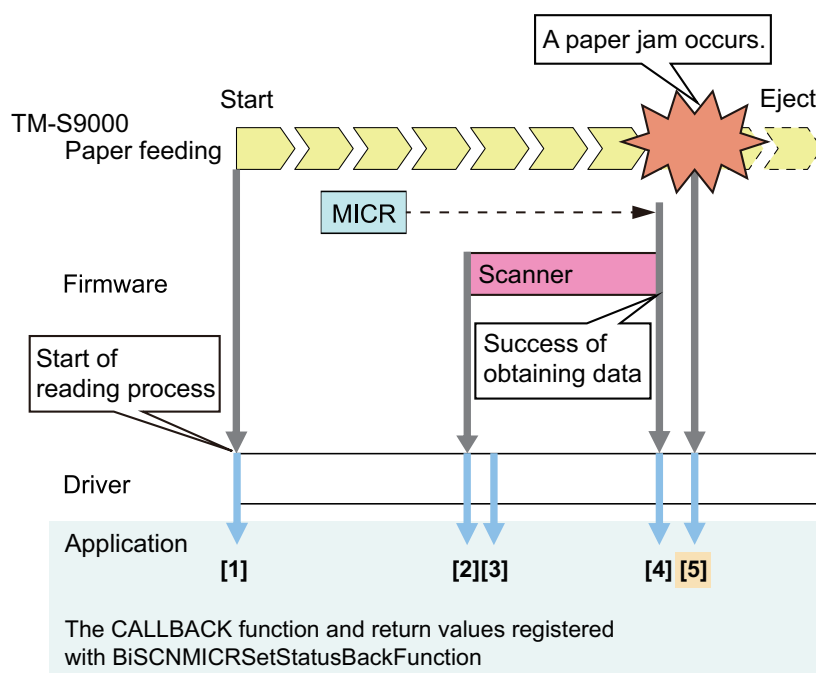 A paper jam occurs.
Start
Eject
TM-S9000
Paper feeding
MICR
Scanner
Firmware
Success of
obtaining data
Start of
reading process
Driver
Application
[1]
[2][3]
[4]
[5]
The CALLBACK function and return values registered
with BiSCNMICRSetStatusBackFunction